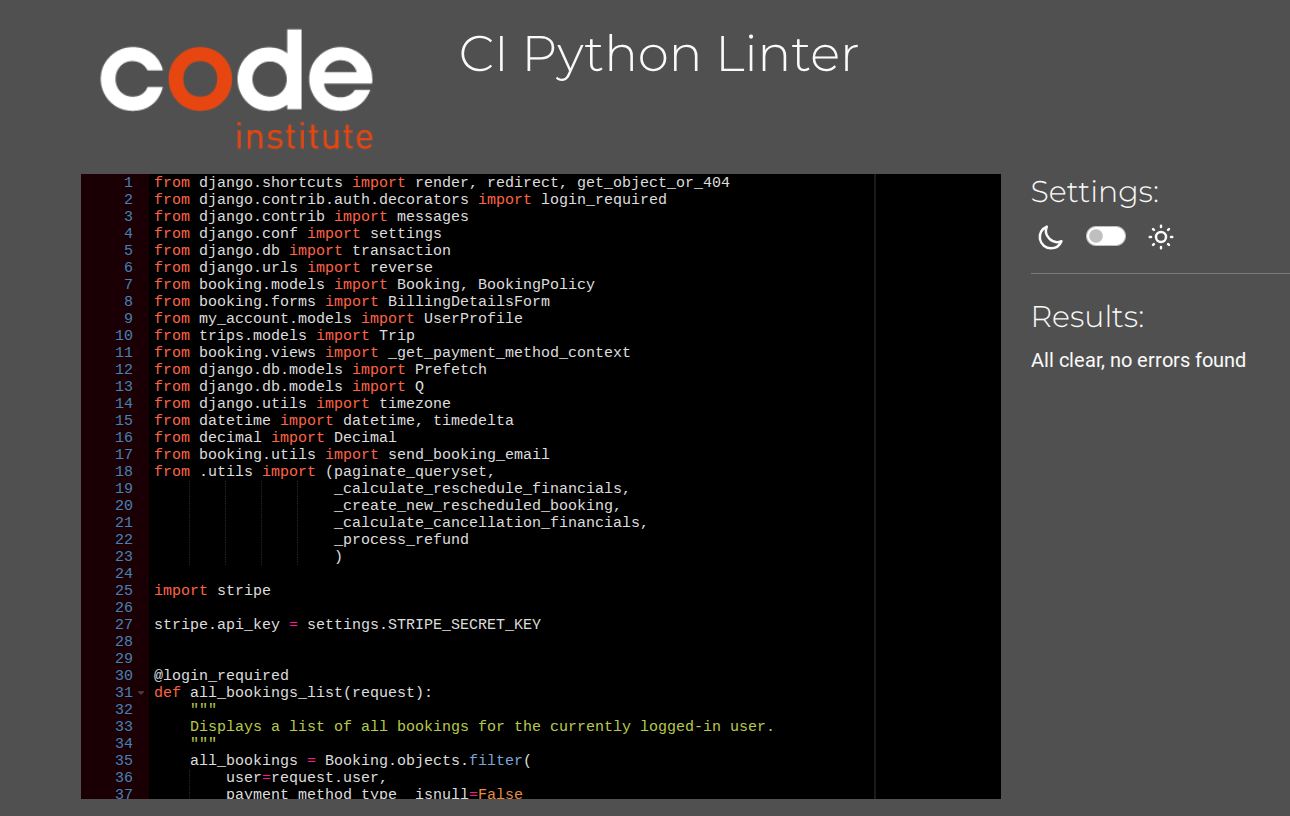 code
institute
CI Python Linter
1 from django.shortcuts import render, redirect, get_object_or_404
2 from django.contrib.auth.decorators import login_required
3 from django.contrib import messages
4 from django.conf import settings
5 from django.db import transaction
6 from django.urls import reverse
7 from booking.models import Booking, BookingPolicy
8 from booking.forms import BillingDetailsForm
9 from my_account.models import UserProfile
10 from trips.models import Trip
11 from booking.views import _get_payment_method_context
12 from django.db.models import Prefetch
13 from django.db.models import Q
14 from django.utils import timezone
15 from datetime import datetime, timedelta
16 from decimal import Decimal
17 from booking.utils import send_booking_email
18 from .utils import (paginate_queryset,
19                     _calculate_reschedule_financials,
20                     _create_new_rescheduled_booking,
21                     _calculate_cancellation_financials,
22                     _process_refund
23                     )
24
25 import stripe
26
27 stripe.api_key = settings.STRIPE_SECRET_KEY
28
29
30 @login_required
31 def all_bookings_list(request):
32     """
33     Displays a list of all bookings for the currently logged-in user.
34     """
35     all_bookings = Booking.objects.filter(
36         user=request.user,
37         payment_method_type__isnull=False
Settings:
Results:
All clear, no errors found